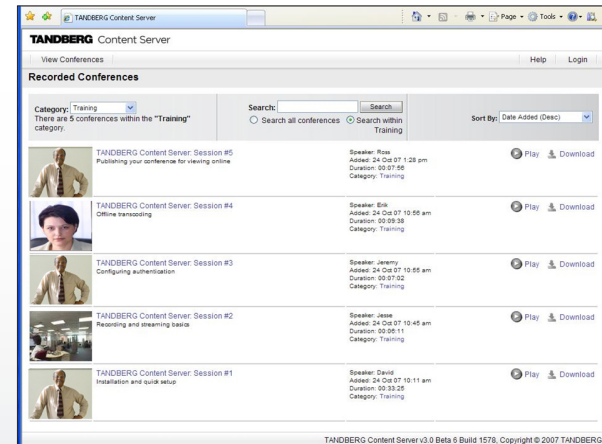 TANDBERG Content Server
Page
Tools
TANDBERG Content Server
View Conferences
Help
Login
Recorded Conferences
Category: Training
There are 5 conferences within the "Training"
category.
Search:
Search
Search all conferences
Search within
Training
Sort By: Date Added (Desc)
TANDBERG Content Server: Session #5
Publishing your conference for viewing online
Speaker: Ross
Added: 24 Oct 07 1:28 pm
Duration: 00:07:56
Category: Training
Play
Download
TANDBERG Content Server: Session #4
Offline transcoding
Speaker: Erik
Added: 24 Oct 07 10:56 am
Duration: 00:09:38
Category: Training
Play
Download
TANDBERG Content Server: Session #3
Configuring authentication
Speaker: Jeremy
Added: 24 Oct 07 10:55 am
Duration: 00:07:02
Category: Training
Play
Download
TANDBERG Content Server: Session #2
Recording and streaming basics
Speaker: Jesse
Added: 24 Oct 07 10:45 am
Duration: 00:06:11
Category: Training
Play
Download
TANDBERG Content Server: Session #1
Installation and quick setup
Speaker: David
Added: 24 Oct 07 10:11 am
Duration: 00:33:25
Category: Training
Play
Download
TANDBERG Content Server v3.0 Beta 6 Build 1578, Copyright © 2007 TANDBERG